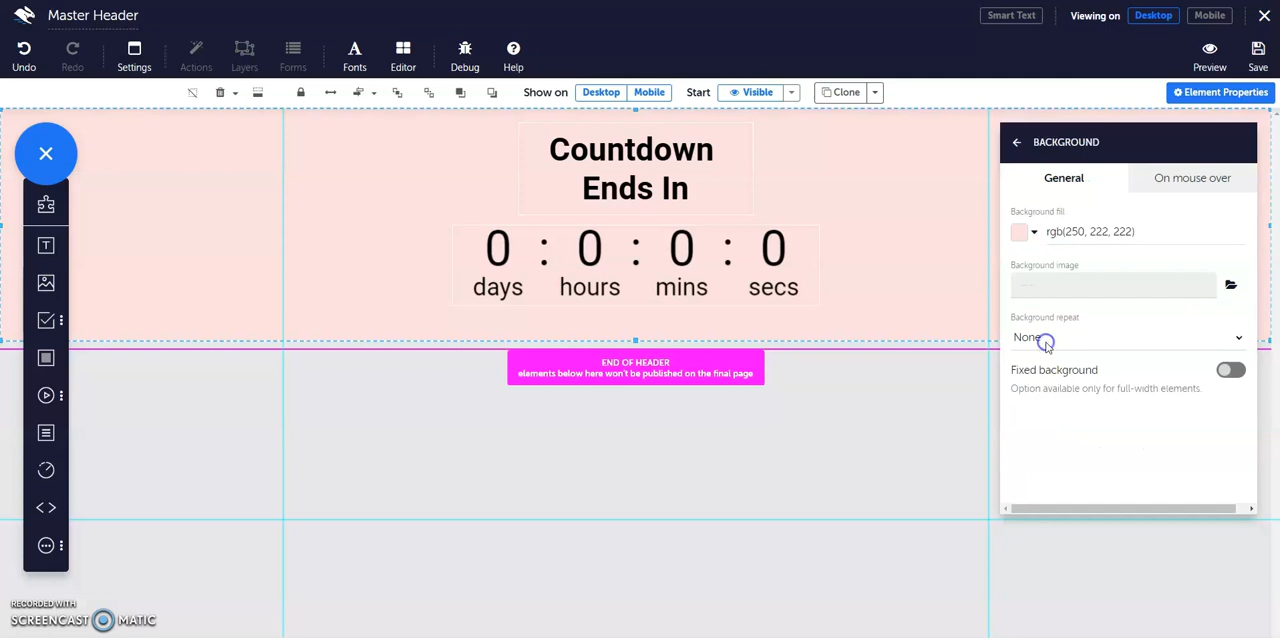 Master Header
Smart Text
Viewing on
Desktop
Mobile
Undo
Redo
Settings
Actions
Layers
Forms
Fonts
Editor
Debug
Help
Preview
Save
Show on
Desktop
Mobile
Start
Visible
Clone
Element Properties
Countdown
Ends In
0 : 0 : 0 : 0
days hours mins secs
END OF HEADER
elements below here won't be published on the final page
BACKGROUND
General
On mouse over
Background fill
rgb(250, 222, 222)
Background image
Background repeat
None
Fixed background
Option available only for full-width elements.
RECORDED WITH
SCREENCAST MATIC